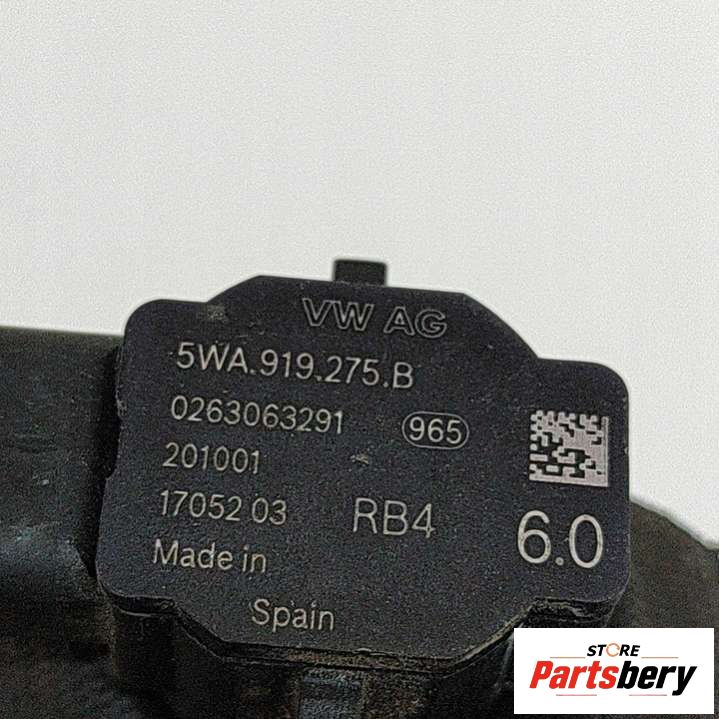 VW AG
5WA.919.275.B
0263063291 965
201001
17052 03 RB4 6.0
Made in
Spain
STORE
Partsbery